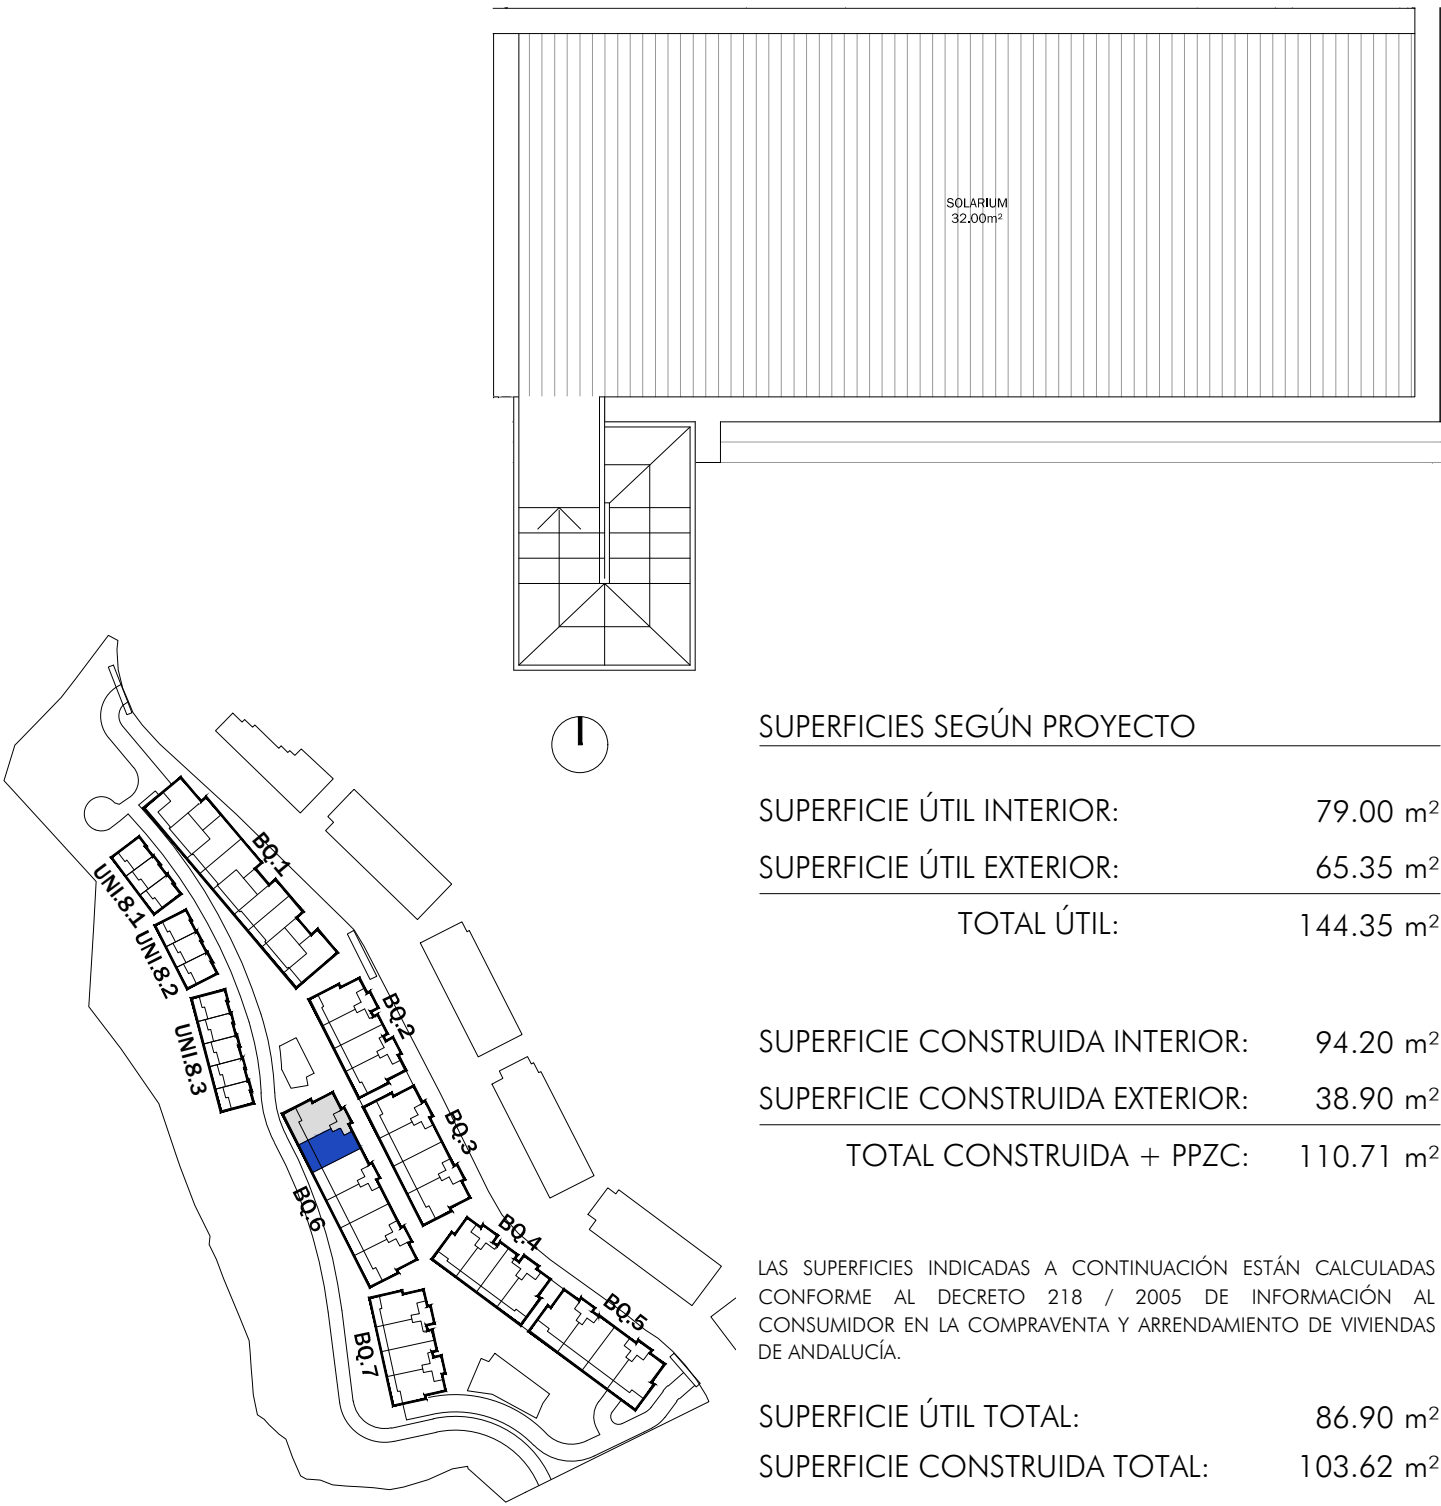 SOLARIUM
32.00m²
SUPERFICIES SEGÚN PROYECTO
SUPERFICIE ÚTIL INTERIOR: 79.00 m²
SUPERFICIE ÚTIL EXTERIOR: 65.35 m²
TOTAL ÚTIL: 144.35 m²
SUPERFICIE CONSTRUIDA INTERIOR: 94.20 m²
SUPERFICIE CONSTRUIDA EXTERIOR: 38.90 m²
TOTAL CONSTRUIDA + PPZC: 110.71 m²
LAS SUPERFICIES INDICADAS A CONTINUACIÓN ESTÁN CALCULADAS
CONFORME AL DECRETO 218 / 2005 DE INFORMACIÓN AL
CONSUMIDOR EN LA COMPRAVENTA Y ARRENDAMIENTO DE VIVIENDAS
DE ANDALUCÍA.
SUPERFICIE ÚTIL TOTAL: 86.90 m²
SUPERFICIE CONSTRUIDA TOTAL: 103.62 m²
BQ.1
UNI.8.1
UNI.8.2
UNI.8.3
BQ.2
BQ.3
BQ.6
BQ.4
BQ.5
BQ.7